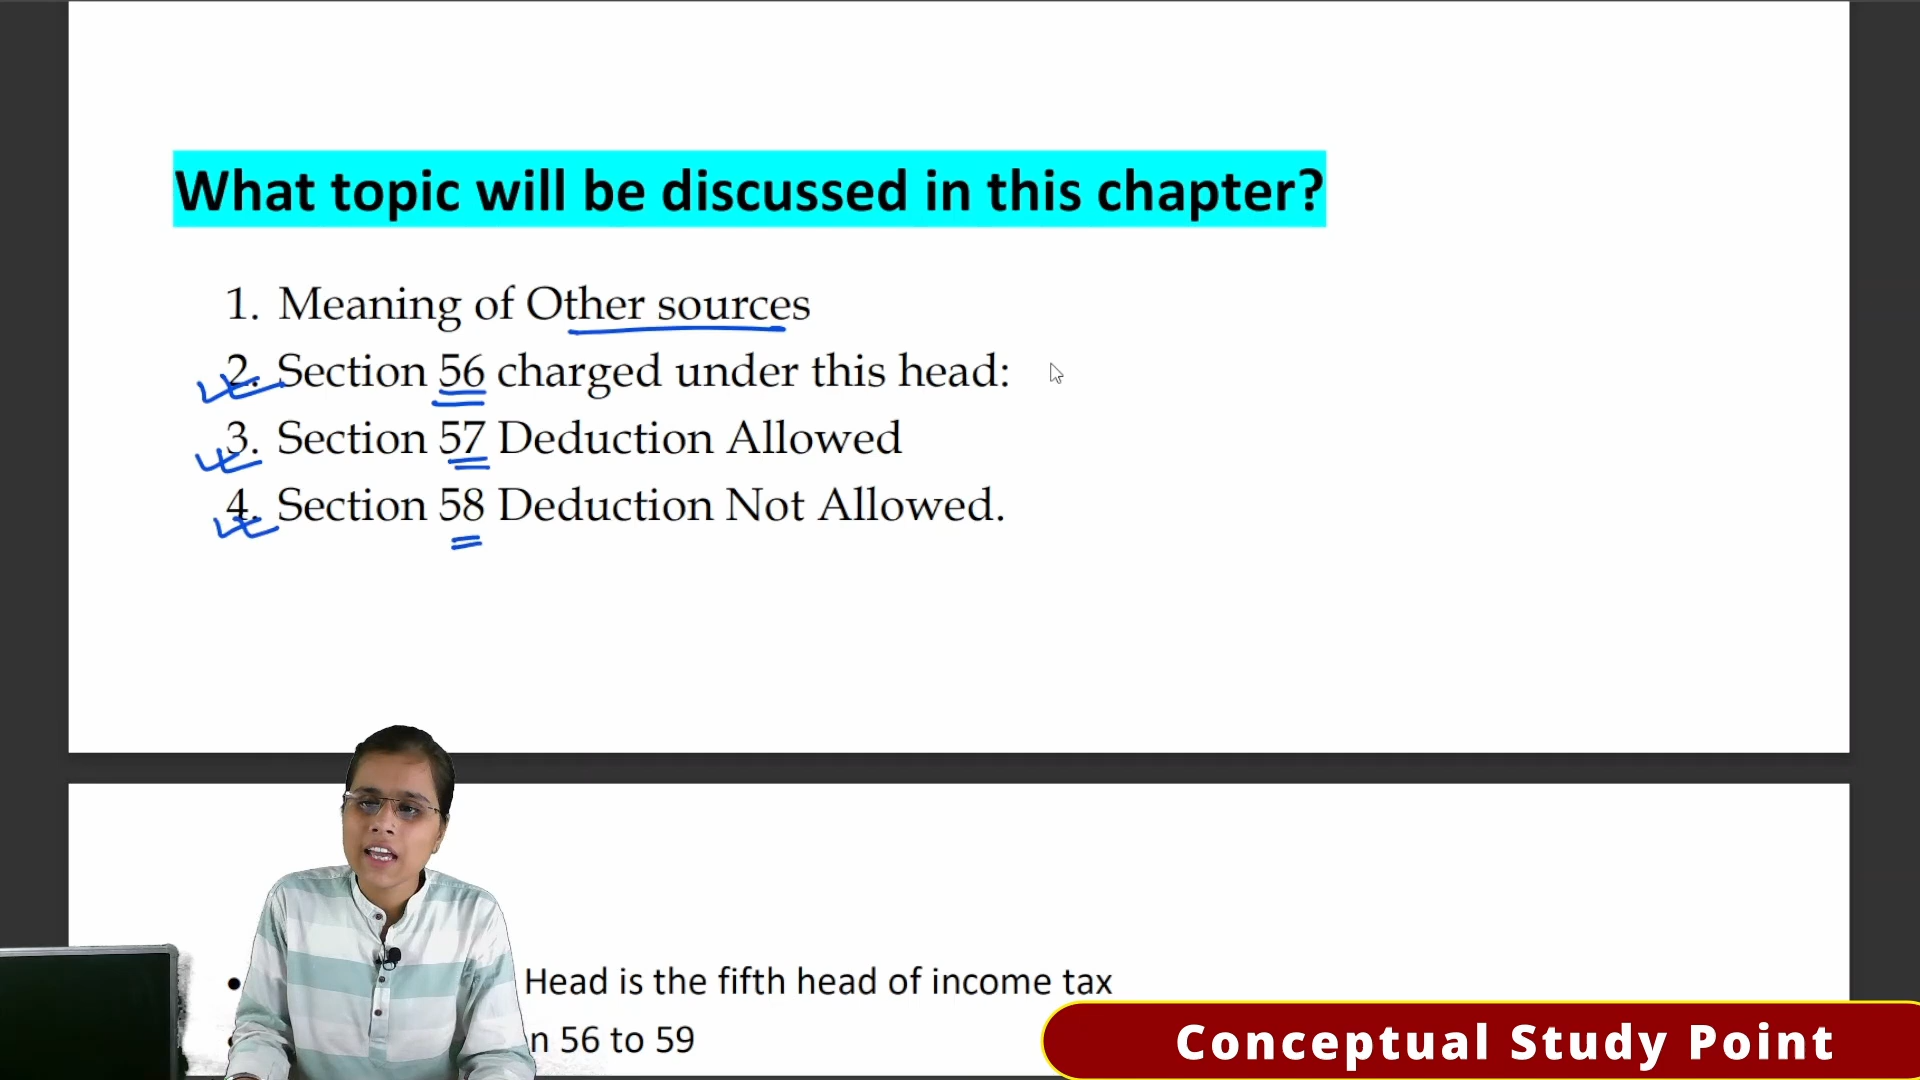 What topic will be discussed in this chapter?
1. Meaning of Other sources
2. Section 56 charged under this head:
3. Section 57 Deduction Allowed
4. Section 58 Deduction Not Allowed.
Head is the fifth head of income tax
56 to 59
Conceptual Study Point